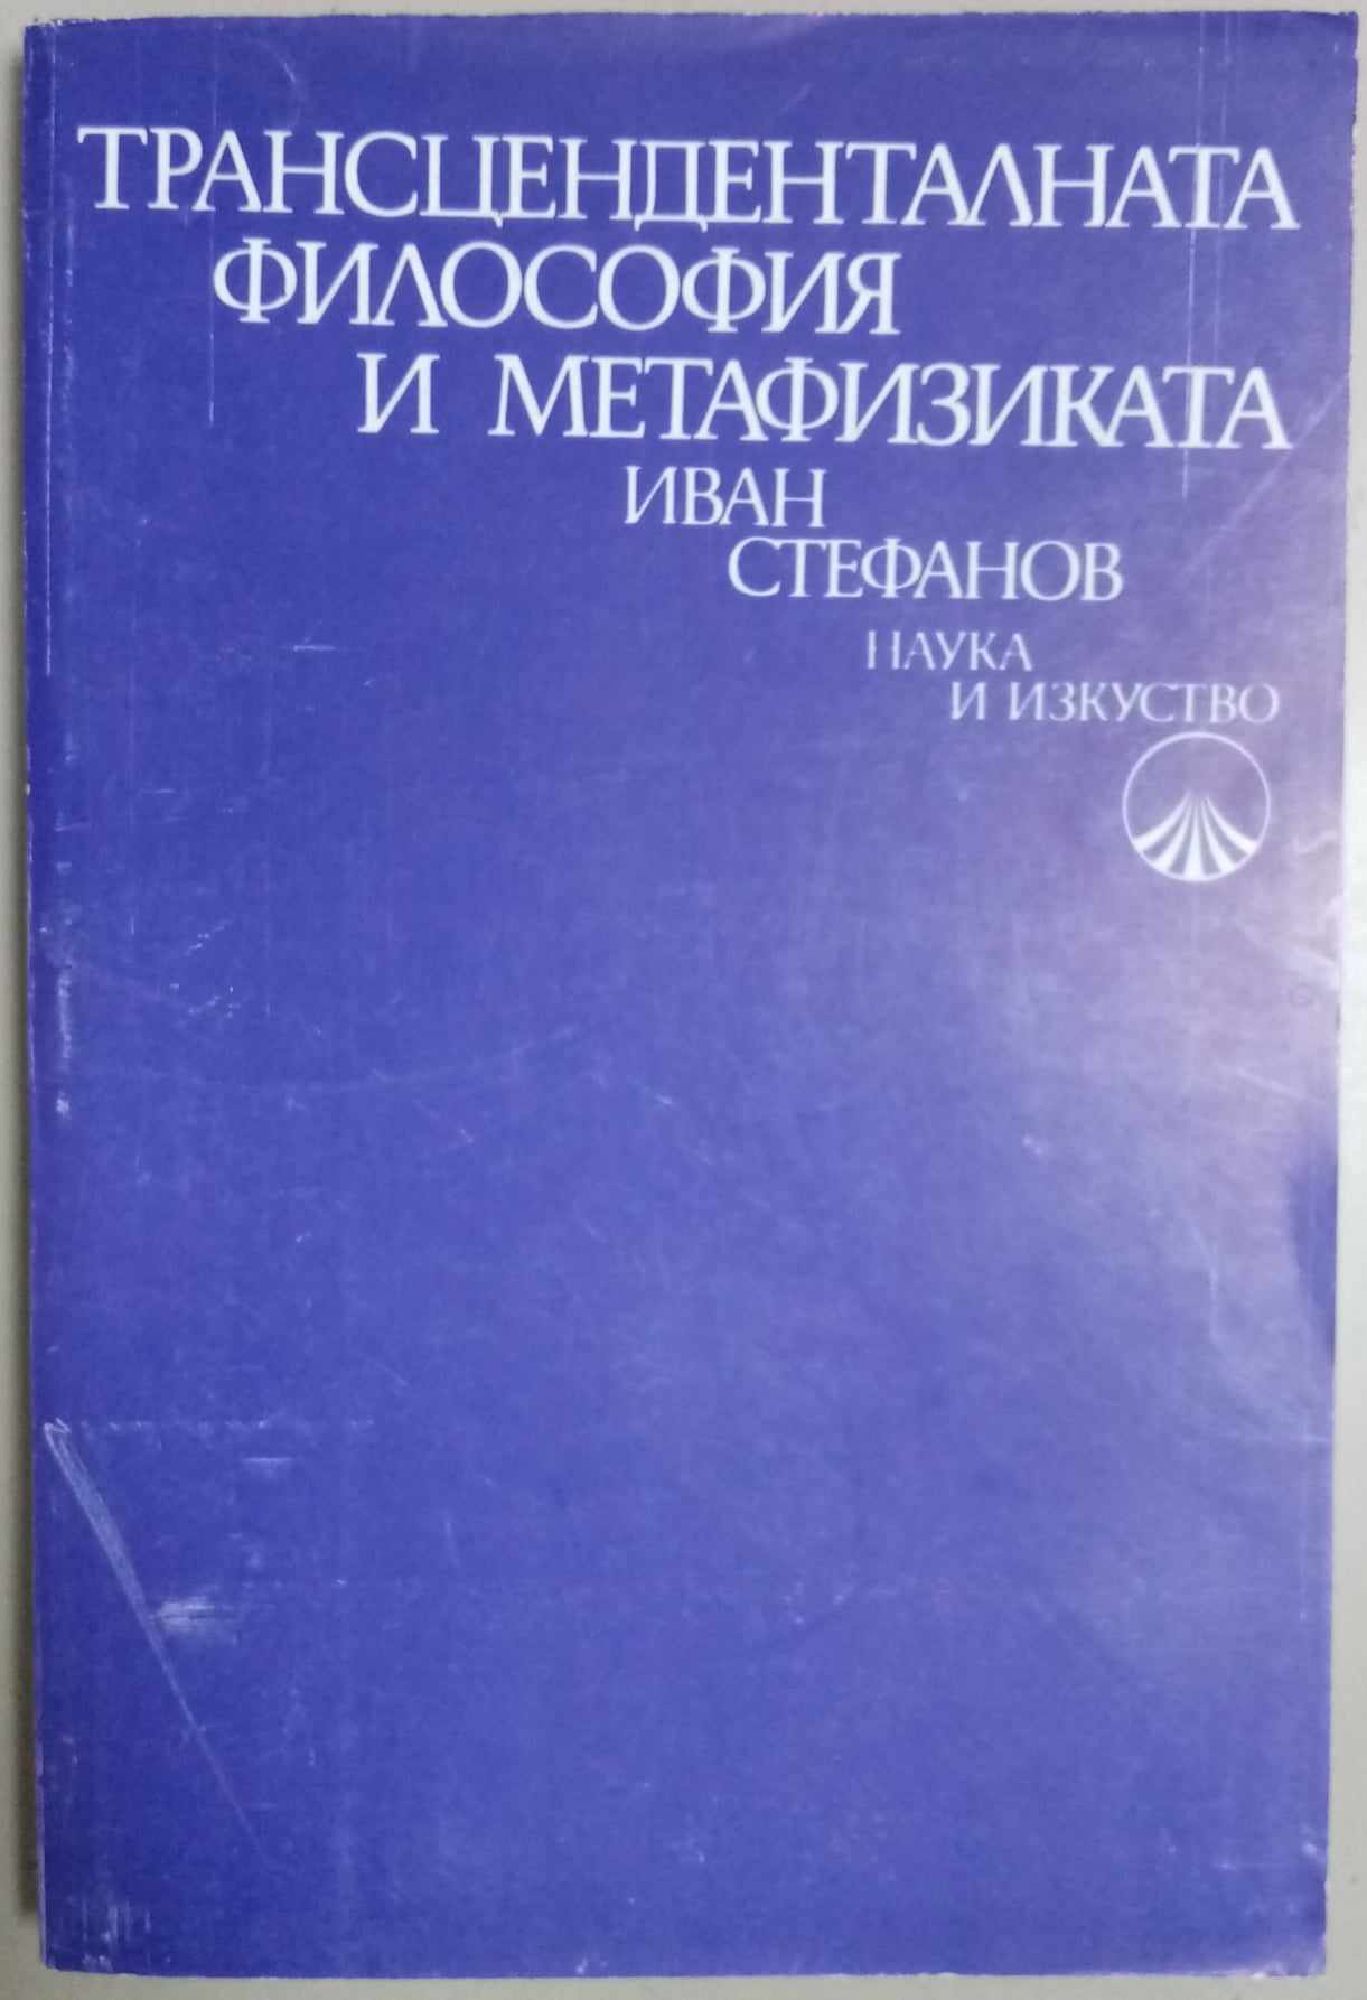 ТРАНСЦЕНДЕНТАЛНАТА
ФИЛОСОФИЯ
И МЕТАФИЗИКАТА
ИВАН
СТЕФАНОВ
НАУКА
И ИЗКУСТВО